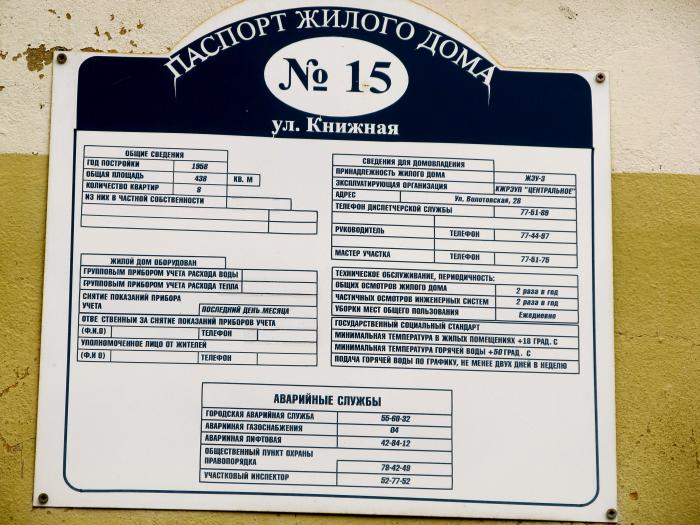 ПАСПОРТ ЖИЛОГО ДОМА
№ 15
ул. Книжная
ОБЩИЕ СВЕДЕНИЯ
ГОД ПОСТРОЙКИ 1958
ОБЩАЯ ПЛОЩАДЬ 438 КВ. М
КОЛИЧЕСТВО КВАРТИР 8
ИЗ НИХ В ЧАСТНОЙ СОБСТВЕННОСТИ
ЖИЛОЙ ДОМ ОБОРУДОВАН
ГРУППОВЫМ ПРИБОРОМ УЧЕТА РАСХОДА ВОДЫ
ГРУППОВЫМ ПРИБОРОМ УЧЕТА РАСХОДА ТЕПЛА
СНЯТИЕ ПОКАЗАНИЙ ПРИБОРА
УЧЕТА ПОСЛЕДНИЙ ДЕНЬ МЕСЯЦА
ОТВЕ СТВЕННЫЙ ЗА СНЯТИЕ ПОКАЗАНИЙ ПРИБОРОВ УЧЕТА
(Ф.И.О) ТЕЛЕФОН
УПОЛНОМОЧЕННОЕ ЛИЦО ОТ ЖИТЕЛЕЙ
(Ф.И О) ТЕЛЕФОН
СВЕДЕНИЯ ДЛЯ ДОМОВЛАДЕНИЯ
ПРИНАДЛЕЖНОСТЬ ЖИЛОГО ДОМА ЖЭУ-3
ЭКСПЛУАТИРУЮЩАЯ ОРГАНИЗАЦИЯ КЖРЭУП "ЦЕНТРАЛЬНОЕ"
АДРЕС Ул. Волотовская, 28
ТЕЛЕФОН ДИСПЕТЧЕРСКОЙ СЛУЖБЫ 77-51-89
РУКОВОДИТЕЛЬ ТЕЛЕФОН 77-44-97
МАСТЕР УЧАСТКА ТЕЛЕФОН 77-51-75
ТЕХНИЧЕСКОЕ ОБСЛУЖИВАНИЕ, ПЕРИОДИЧНОСТЬ:
ОБЩИХ ОСМОТРОВ ЖИЛОГО ДОМА 2 раза в год
ЧАСТИЧНЫХ ОСМОТРОВ ИНЖЕНЕРНЫХ СИСТЕМ 2 раза в год
УБОРКИ МЕСТ ОБЩЕГО ПОЛЬЗОВАНИЯ Ежедневно
ГОСУДАРСТВЕННЫЙ СОЦИАЛЬНЫЙ СТАНДАРТ
МИНИМАЛЬНАЯ ТЕМПЕРАТУРА В ЖИЛЫХ ПОМЕЩЕНИЯХ +18 ГРАД. С
МИНИМАЛЬНАЯ ТЕМПЕРАТУРА ГОРЯЧЕЙ ВОДЫ +50 ГРАД. С
ПОДАЧА ГОРЯЧЕЙ ВОДЫ ПО ГРАФИКУ, НЕ МЕНЕЕ ДВУХ ДНЕЙ В НЕДЕЛЮ
АВАРИЙНЫЕ СЛУЖБЫ
ГОРОДСКАЯ АВАРИЙНАЯ СЛУЖБА 55-60-32
АВАРИЙНАЯ ГАЗОСНАБЖЕНИЯ 04
АВАРИЙНАЯ ЛИФТОВАЯ 42-84-12
ОБЩЕСТВЕННЫЙ ПУНКТ ОХРАНЫ
ПРАВОПОРЯДКА 78-42-49
УЧАСТКОВЫЙ ИНСПЕКТОР 52-77-52